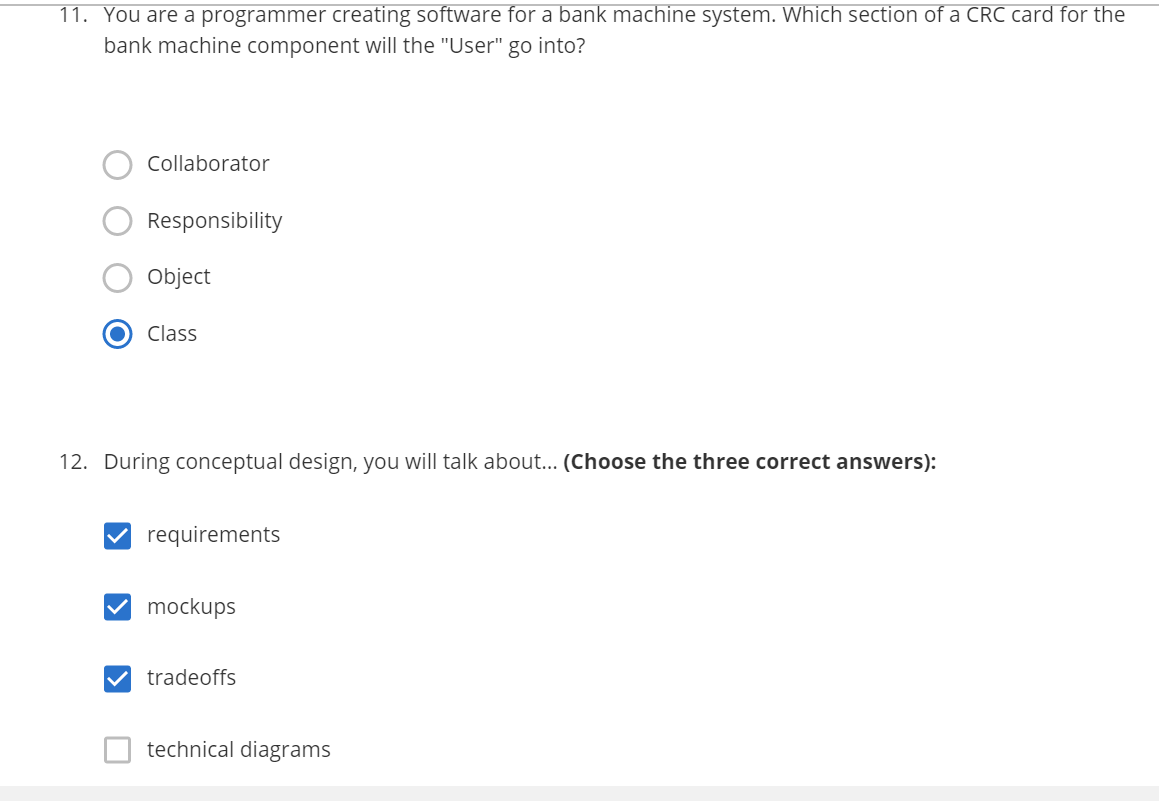 11. You are a programmer creating software for a bank machine system. Which section of a CRC card for the
bank machine component will the "User" go into?
Collaborator
Responsibility
Object
Class
12. During conceptual design, you will talk about... (Choose the three correct answers):
requirements
mockups
tradeoffs
technical diagrams